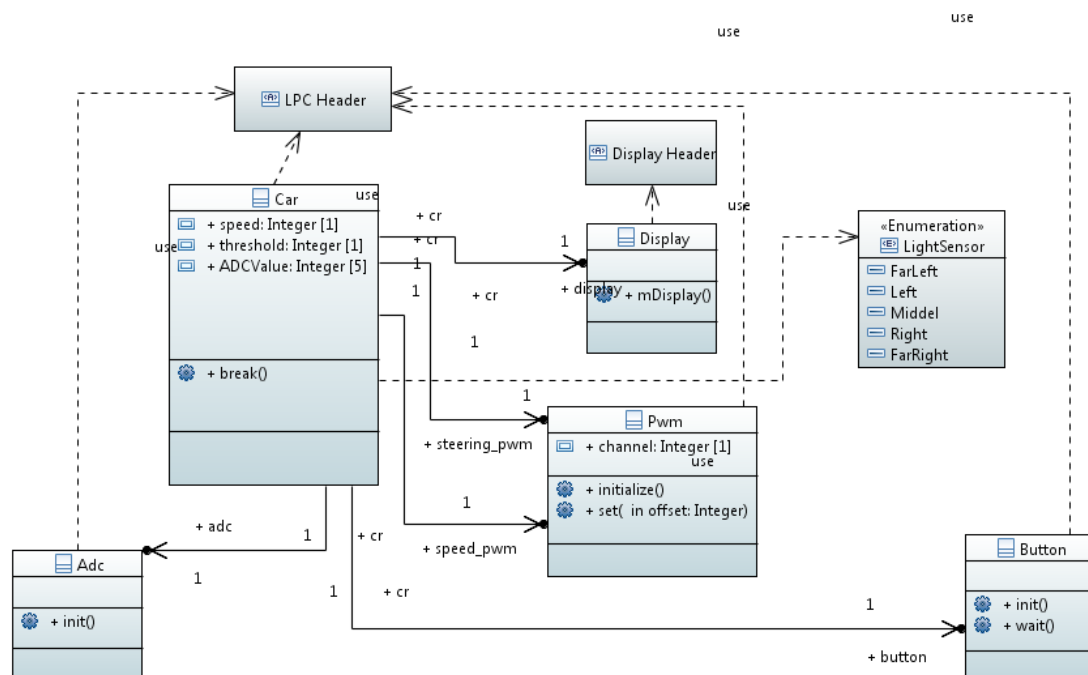 use
use
LPC Header
Display Header
Car
+ speed: Integer [1]
use
+ threshold: Integer [1]
use
+ ADCValue: Integer [5]
+ cr
+ cr
1
1
+ cr
1
1
use
Display
+ display
+ mDisplay()
«Enumeration»
LightSensor
FarLeft
Left
Middel
Right
FarRight
+ break()
1
+ steering_pwm
Pwm
+ channel: Integer [1]
use
+ initialize()
+ set( in offset: Integer)
1
+ speed_pwm
+ adc
1
+ cr
Adc
1
1
+ cr
+ init()
Button
+ init()
+ wait()
1
+ button